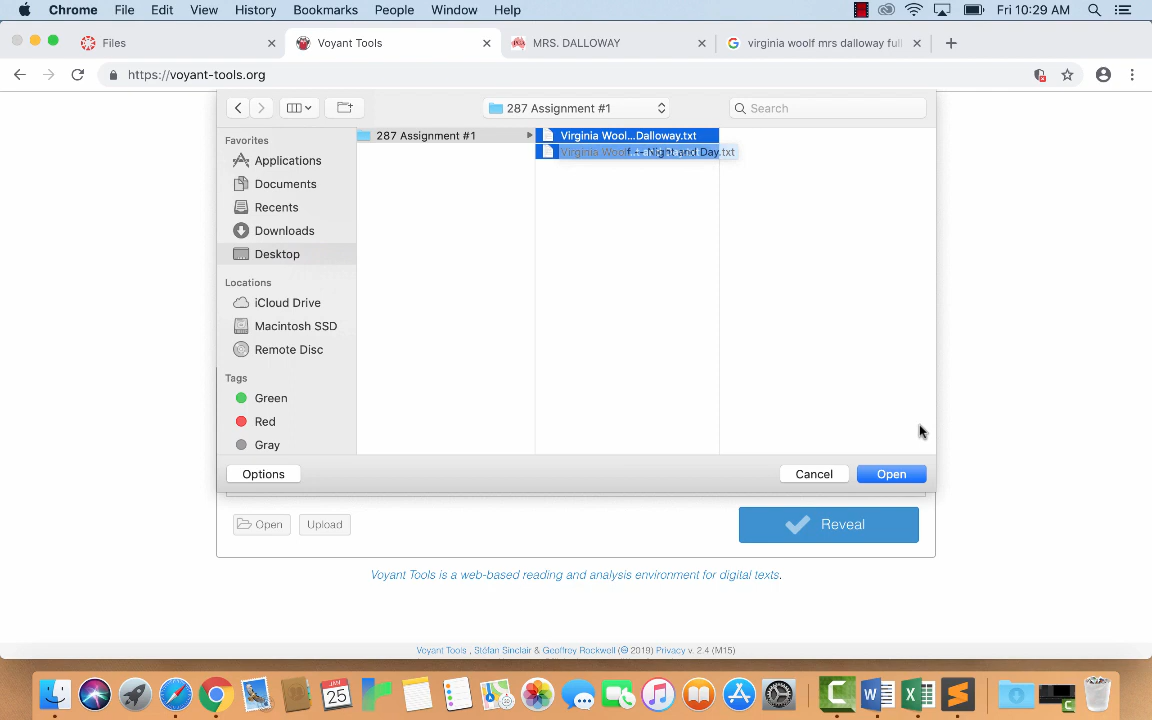 Chrome File Edit View History Bookmarks People Window Help Fri 10:29 AM
Files Voyant Tools MRS. DALLOWAY virginia woolf mrs dalloway full
https://voyant-tools.org
287 Assignment #1 Search
Favorites
Applications
Documents
Recents
Downloads
Desktop
Locations
iCloud Drive
Macintosh SSD
Remote Disc
Tags
Green
Red
Gray
287 Assignment #1
Virginia Wool...Dalloway.txt
Virginia Woolf -- Night and Day.txt
Options Cancel Open
Open Upload Reveal
Voyant Tools is a web-based reading and analysis environment for digital texts.
Voyant Tools , Stéfan Sinclair & Geoffrey Rockwell (© 2019) Privacy v. 2.4 (M15)
JAN
25